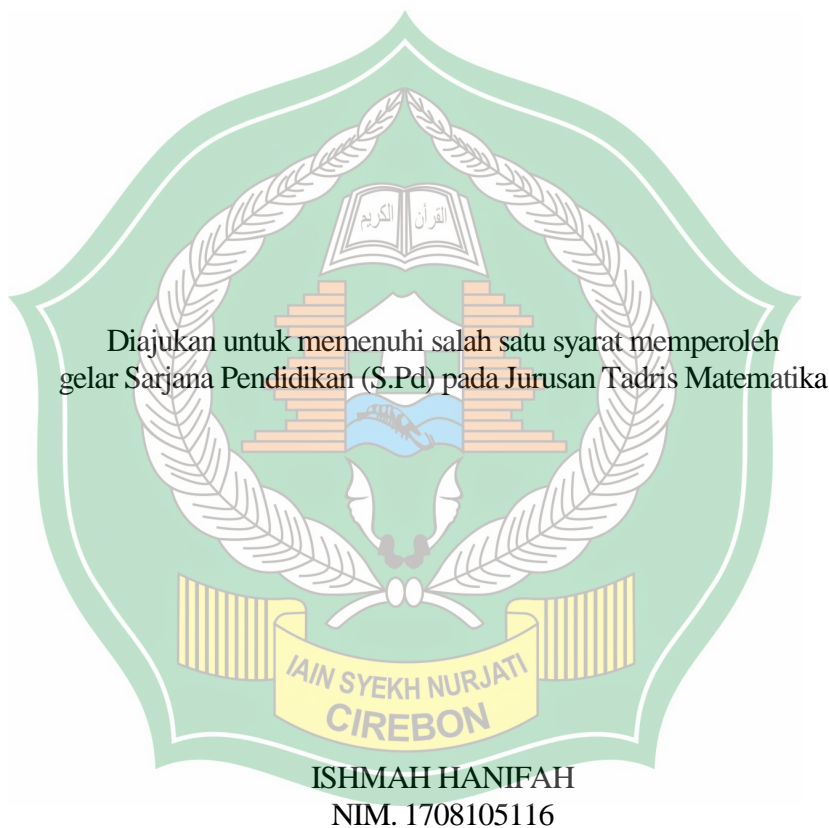 القرآن الكريم
Diajukan untuk memenuhi salah satu syarat memperoleh
gelar Sarjana Pendidikan (S.Pd) pada Jurusan Tadris Matematika
IAIN SYEKH NURJATI
CIREBON
ISHMAH HANIFAH
NIM. 1708105116